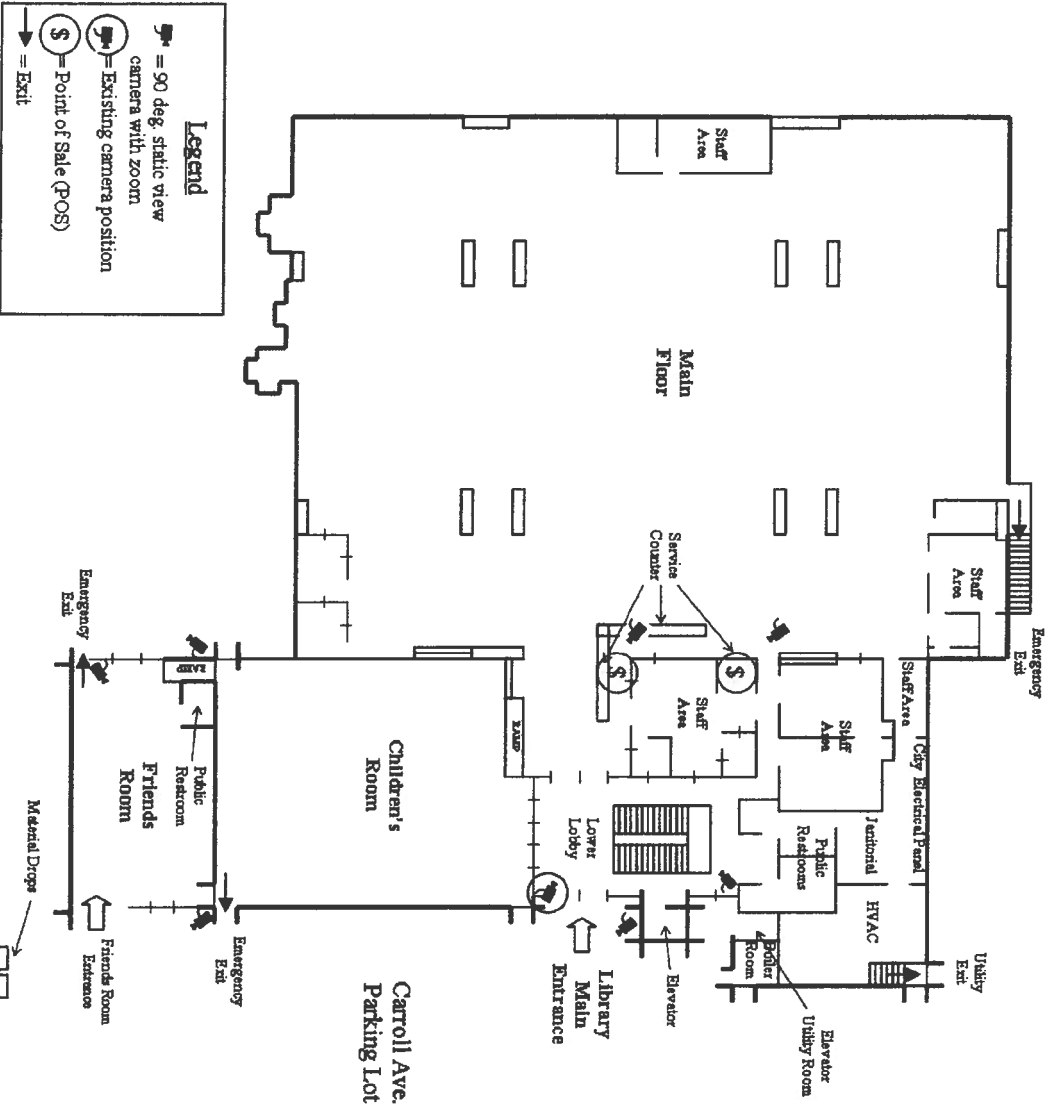 Legend
= 90 deg. static view
camera with zoom
= Existing camera position
$ = Point of Sale (POS)
= Exit
Staff
Area
Main
Floor
Service
Counter
Staff
Area
Emergency
Exit
$
$
Staff
Area
Staff
Area
Staff Area
City Electrical Panel
Janitorial
HVAC
Public
Restrooms
Boiler
Room
Utility
Exit
Elevator
Utility Room
Elevator
Lower
Lobby
Library
Main
Entrance
RAMP
Children's
Room
Carroll Ave.
Parking Lot
Emergency
Exit
RAMP
Public
Restroom
Friends
Room
Emergency
Exit
Friends Room
Entrance
Material Drops